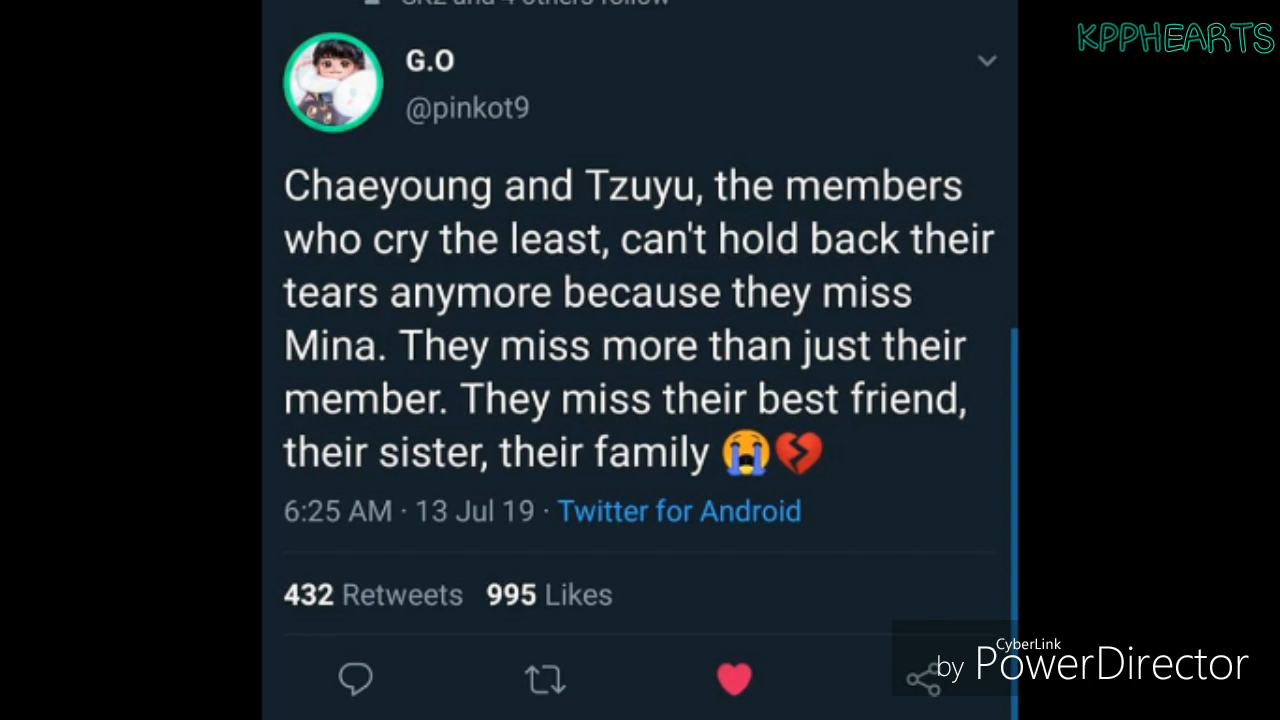 KPPHEARTS
G.O
@pinkot9
Chaeyoung and Tzuyu, the members
who cry the least, can't hold back their
tears anymore because they miss
Mina. They miss more than just their
member. They miss their best friend,
their sister, their family 😭💔
6:25 AM · 13 Jul 19 · Twitter for Android
432 Retweets 995 Likes
CyberLink
by PowerDirector